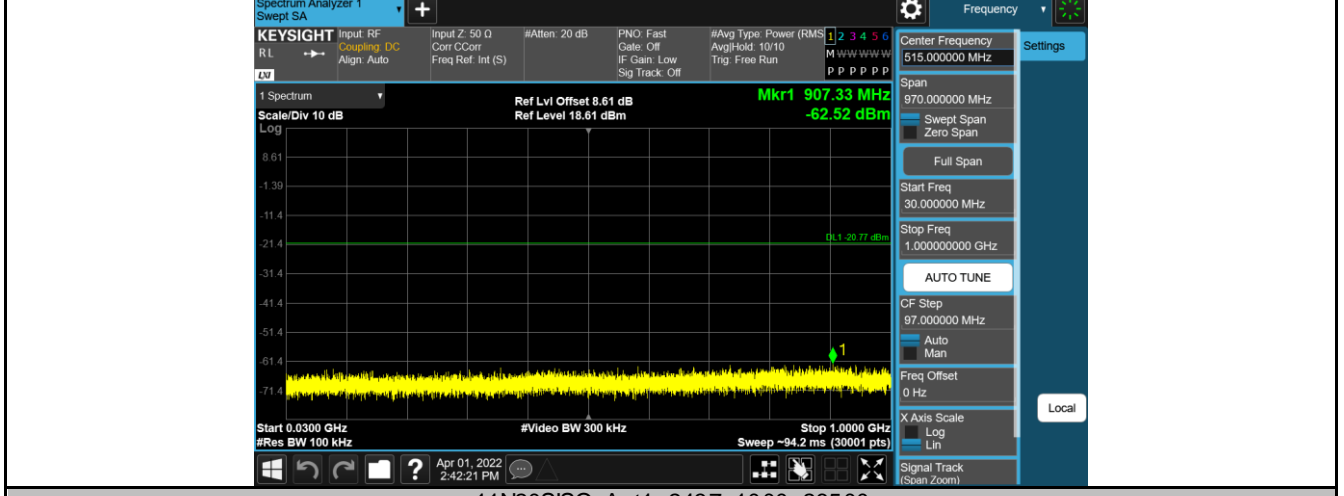 Spectrum Analyzer 1
Swept SA
Frequency
KEYSIGHT
R L
LXI
Input: RF
Coupling: DC
Align: Auto
Input Z: 50 Ω
Corr CCorr
Freq Ref: Int (S)
#Atten: 20 dB
PNO: Fast
Gate: Off
IF Gain: Low
Sig Track: Off
#Avg Type: Power (RMS
Avg|Hold: 10/10
Trig: Free Run
1 2 3 4 5 6
M W W W W W
P P P P P P
1 Spectrum
Scale/Div 10 dB
Log
Ref Lvl Offset 8.61 dB
Ref Level 18.61 dBm
Mkr1 907.33 MHz
-62.52 dBm
8.61
-1.39
-11.4
-21.4
-31.4
-41.4
-51.4
-61.4
-71.4
DL1 -20.77 dBm
1
Start 0.0300 GHz
#Res BW 100 kHz
#Video BW 300 kHz
Stop 1.0000 GHz
Sweep ~94.2 ms (30001 pts)
Apr 01, 2022
2:42:21 PM
Center Frequency
515.000000 MHz
Span
970.000000 MHz
Swept Span
Zero Span
Full Span
Start Freq
30.000000 MHz
Stop Freq
1.000000000 GHz
AUTO TUNE
CF Step
97.000000 MHz
Auto
Man
Freq Offset
0 Hz
X Axis Scale
Log
Lin
Signal Track
(Span Zoom)
Settings
Local